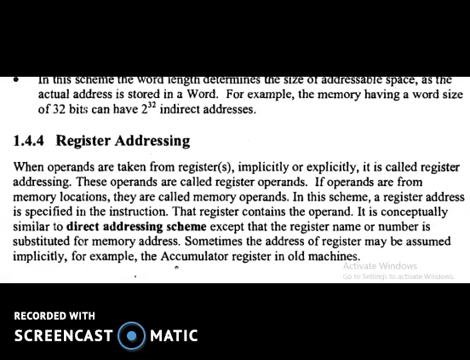 • In this scheme the word length determines the size of addressable space, as the
actual address is stored in a Word. For example, the memory having a word size
of 32 bits can have 2³² indirect addresses.
1.4.4 Register Addressing
When operands are taken from register(s), implicitly or explicitly, it is called register
addressing. These operands are called register operands. If operands are from
memory locations, they are called memory operands. In this scheme, a register address
is specified in the instruction. That register contains the operand. It is conceptually
similar to direct addressing scheme except that the register name or number is
substituted for memory address. Sometimes the address of register may be assumed
implicitly, for example, the Accumulator register in old machines.
Activate Windows
Go to Settings to activate Windows.
RECORDED WITH
SCREENCAST MATIC